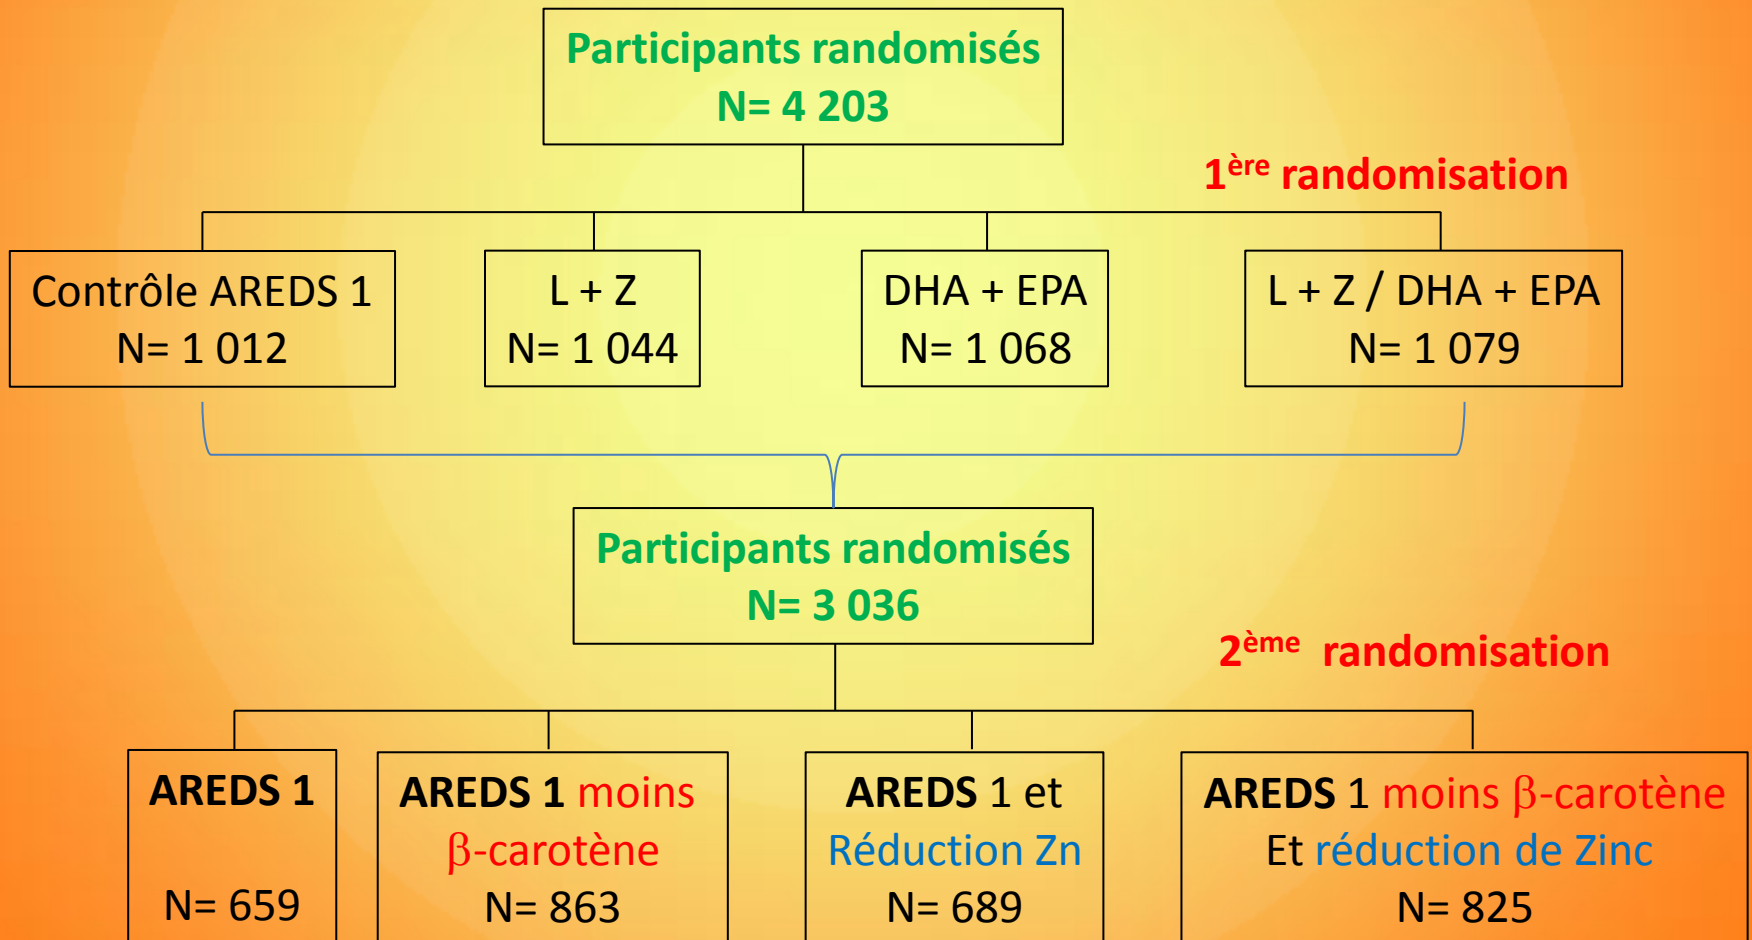 Participants randomisés
N= 4 203
1ère randomisation
Contrôle AREDS 1
N= 1 012
L + Z
N= 1 044
DHA + EPA
N= 1 068
L + Z / DHA + EPA
N= 1 079
Participants randomisés
N= 3 036
2ème randomisation
AREDS 1
N= 659
AREDS 1 moins
β-carotène
N= 863
AREDS 1 et
Réduction Zn
N= 689
AREDS 1 moins β-carotène
Et réduction de Zinc
N= 825